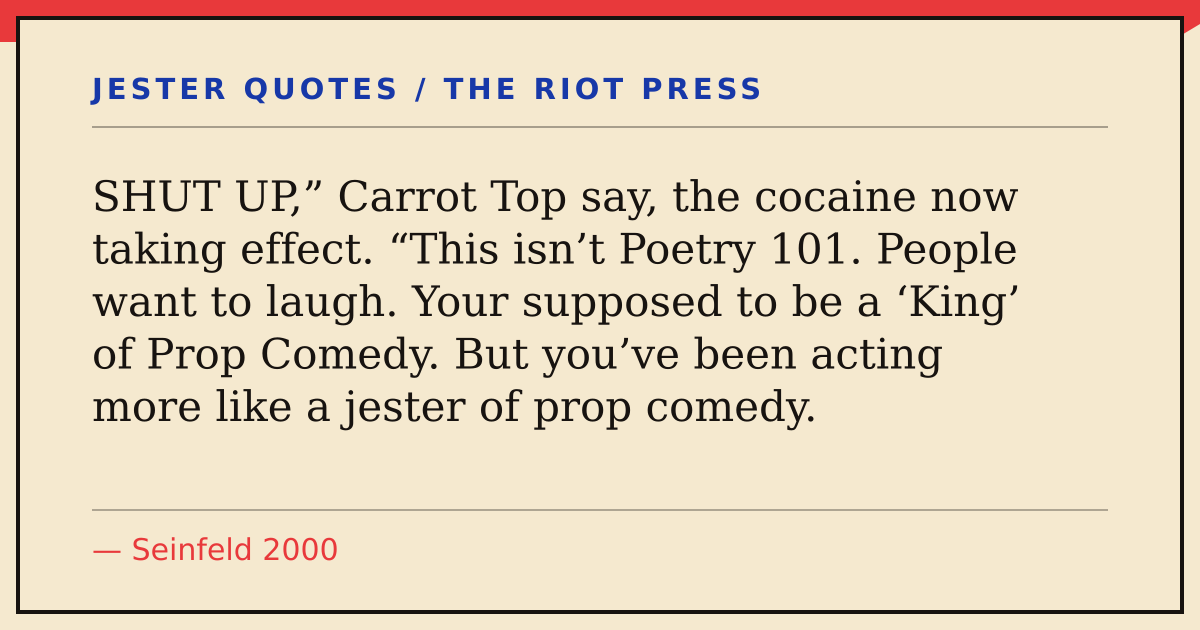 JESTER QUOTES / THE RIOT PRESS
SHUT UP,” Carrot Top say, the cocaine now
taking effect. “This isn’t Poetry 101. People
want to laugh. Your supposed to be a ‘King’
of Prop Comedy. But you’ve been acting
more like a jester of prop comedy.
— Seinfeld 2000